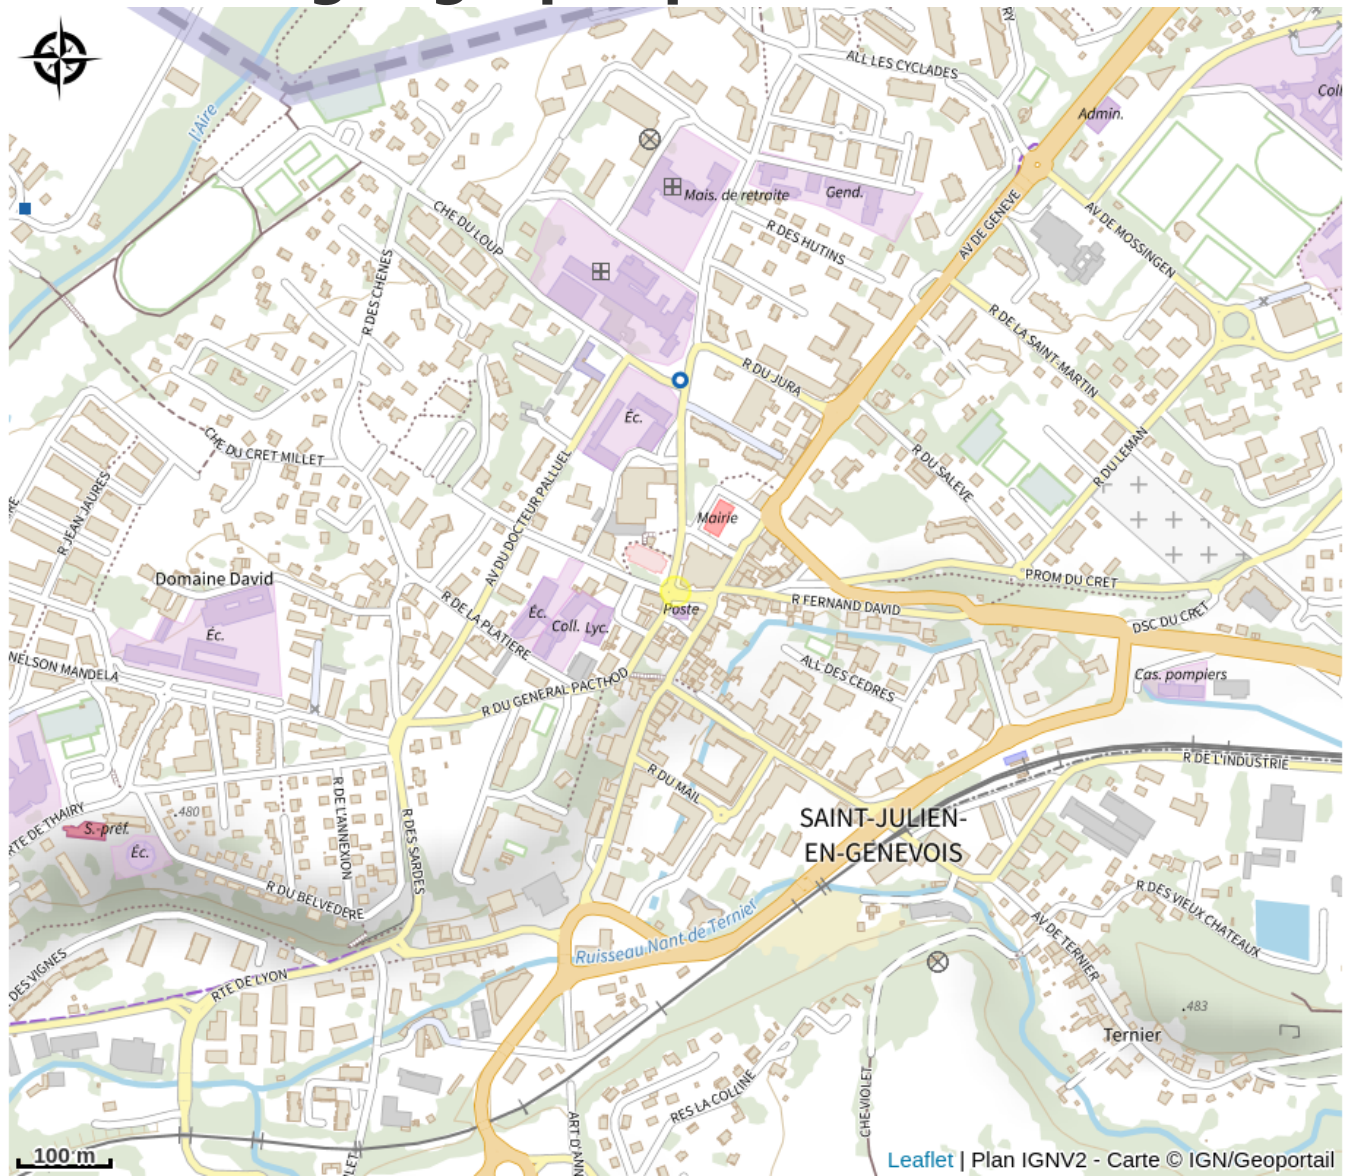 ALL LES CYCLADES
RY
Coll
Admin.
l'Aire
Mais. de retraite
Gend.
CHE DU LOUP
R DES HUTINS
AV DE GENEVE
AV DE MOSSINGEN
R DES CHENES
R DE LA SAINT-MARTIN
R DU JURA
Éc.
CHE DU CRET MILLET
R DU SALEVE
R DU LEMAN
RE
R JEAN JAURES
AV DU DOCTEUR PALLUEL
Mairie
Domaine David
PROM DU CRET
R DE LA PLATIERE
Éc.
Coll. Lyc.
Poste
R FERNAND DAVID
DSC DU CRET
Éc.
NELSON MANDELA
ALL DES CEDRES
Cas. pompiers
R DU GENERAL PACTHOD
R DE L'INDUSTRIE
R DU MAIL
R DE L'ANNEXION
.480
RTE DE THAIRY
S.-préf.
Éc.
R DES SARDES
SAINT-JULIEN-
EN-GENEVOIS
R DU BELVEDERE
R DES VIEUX CHATEAUX
AV DE TERNIER
Ruisseau Nant de Ternier
DES VIGNES
RTE DE LYON
.483
Ternier
RES LA COLLINE
CHE VIOLET
ART D'ANN
LET
100 m
Leaflet | Plan IGNV2 - Carte © IGN/Geoportail